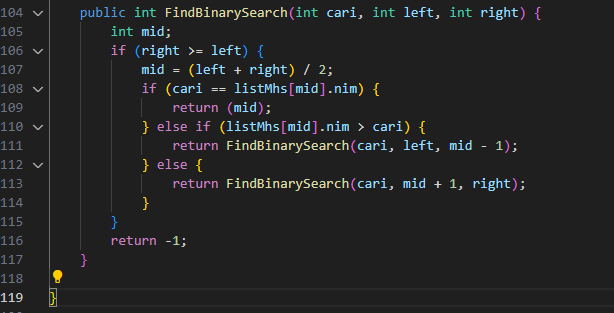 104 public int FindBinarySearch(int cari, int left, int right) {
105 int mid;
106 if (right >= left) {
107 mid = (left + right) / 2;
108 if (cari == listMhs[mid].nim) {
109 return (mid);
110 } else if (listMhs[mid].nim > cari) {
111 return FindBinarySearch(cari, left, mid - 1);
112 } else {
113 return FindBinarySearch(cari, mid + 1, right);
114 }
115 }
116 return -1;
117 }
118
119 }